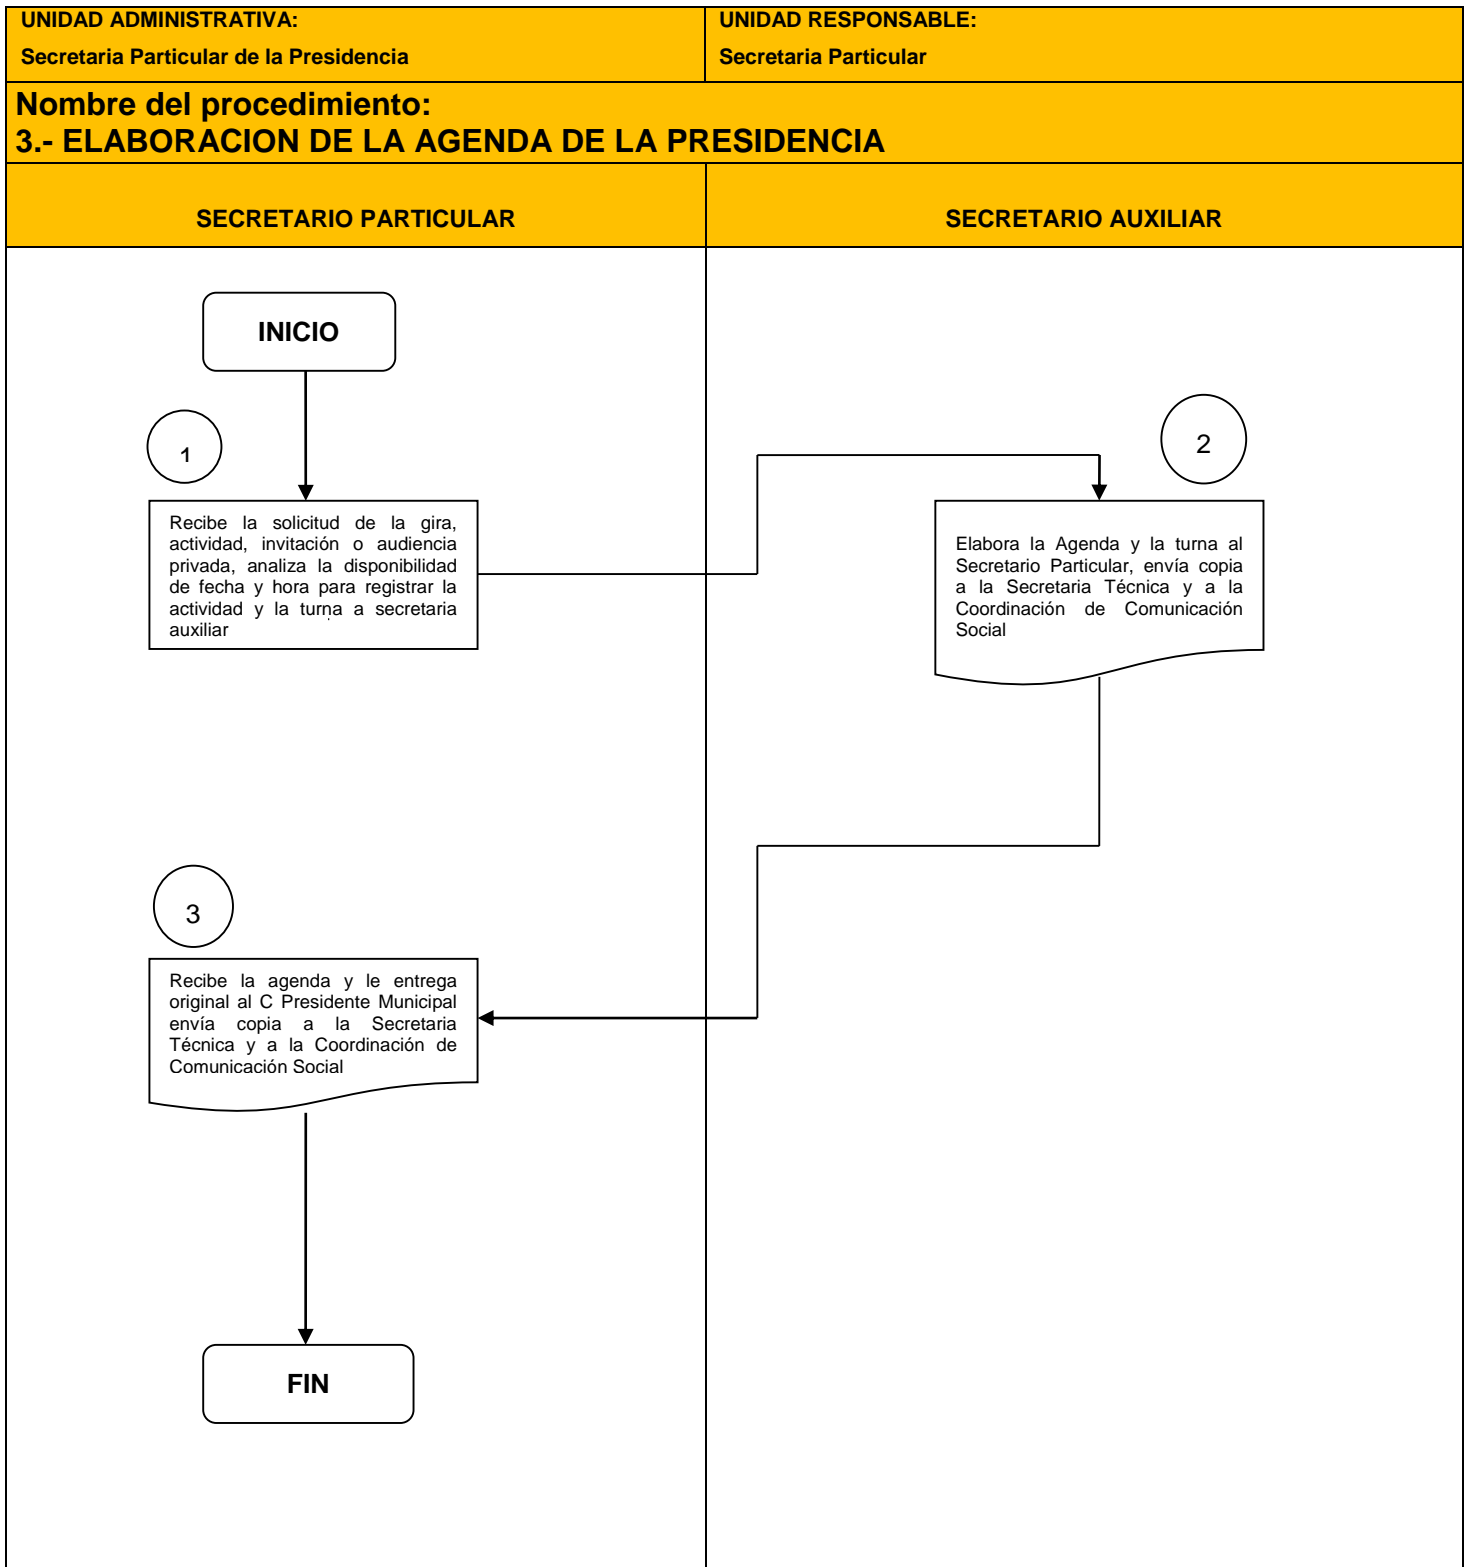 UNIDAD ADMINISTRATIVA:
Secretaria Particular de la Presidencia
UNIDAD RESPONSABLE:
Secretaria Particular
Nombre del procedimiento:
3.- ELABORACION DE LA AGENDA DE LA PRESIDENCIA
SECRETARIO PARTICULAR
SECRETARIO AUXILIAR
INICIO
1
Recibe la solicitud de la gira,
actividad, invitación o audiencia
privada, analiza la disponibilidad
de fecha y hora para registrar la
actividad y la turna a secretaria
auxiliar
2
Elabora la Agenda y la turna al
Secretario Particular, envía copia
a la Secretaria Técnica y a la
Coordinación de Comunicación
Social
3
Recibe la agenda y le entrega
original al C Presidente Municipal
envía copia a la Secretaria
Técnica y a la Coordinación de
Comunicación Social
FIN